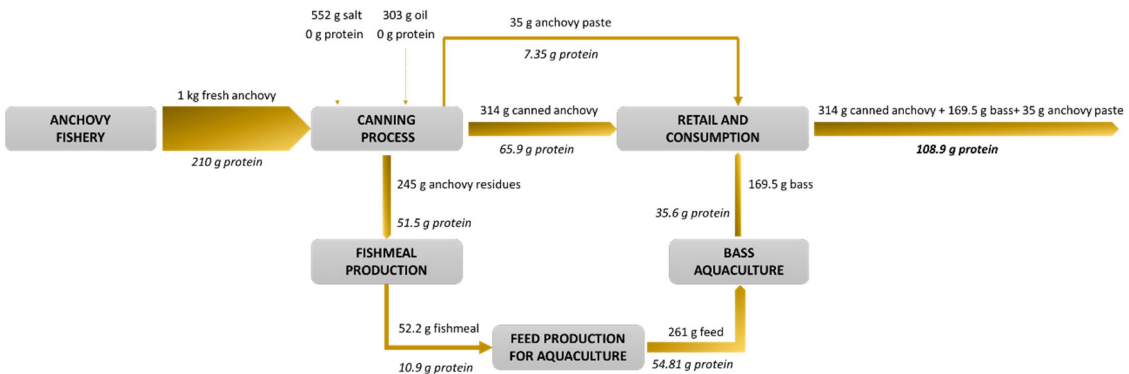 552 g salt
0 g protein
303 g oil
0 g protein
35 g anchovy paste
7.35 g protein
1 kg fresh anchovy
210 g protein
ANCHOVY
FISHERY
CANNING
PROCESS
314 g canned anchovy
65.9 g protein
RETAIL AND
CONSUMPTION
314 g canned anchovy + 169.5 g bass+ 35 g anchovy paste
108.9 g protein
245 g anchovy residues
51.5 g protein
169.5 g bass
35.6 g protein
FISHMEAL
PRODUCTION
BASS
AQUACULTURE
52.2 g fishmeal
10.9 g protein
FEED PRODUCTION
FOR AQUACULTURE
261 g feed
54.81 g protein